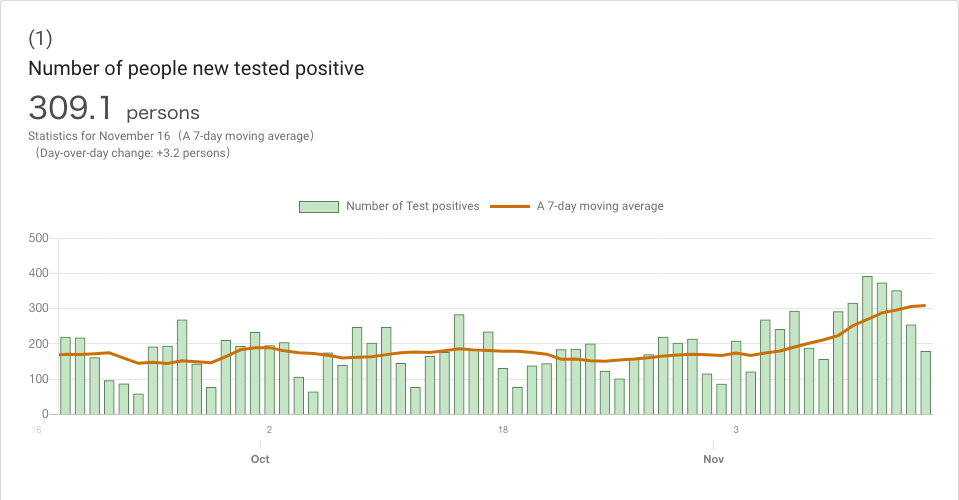 (1)
Number of people new tested positive
309.1 persons
Statistics for November 16 (A 7-day moving average)
(Day-over-day change: +3.2 persons)
Number of Test positives A 7-day moving average
500
400
300
200
100
0
16 2 18 3
Oct Nov